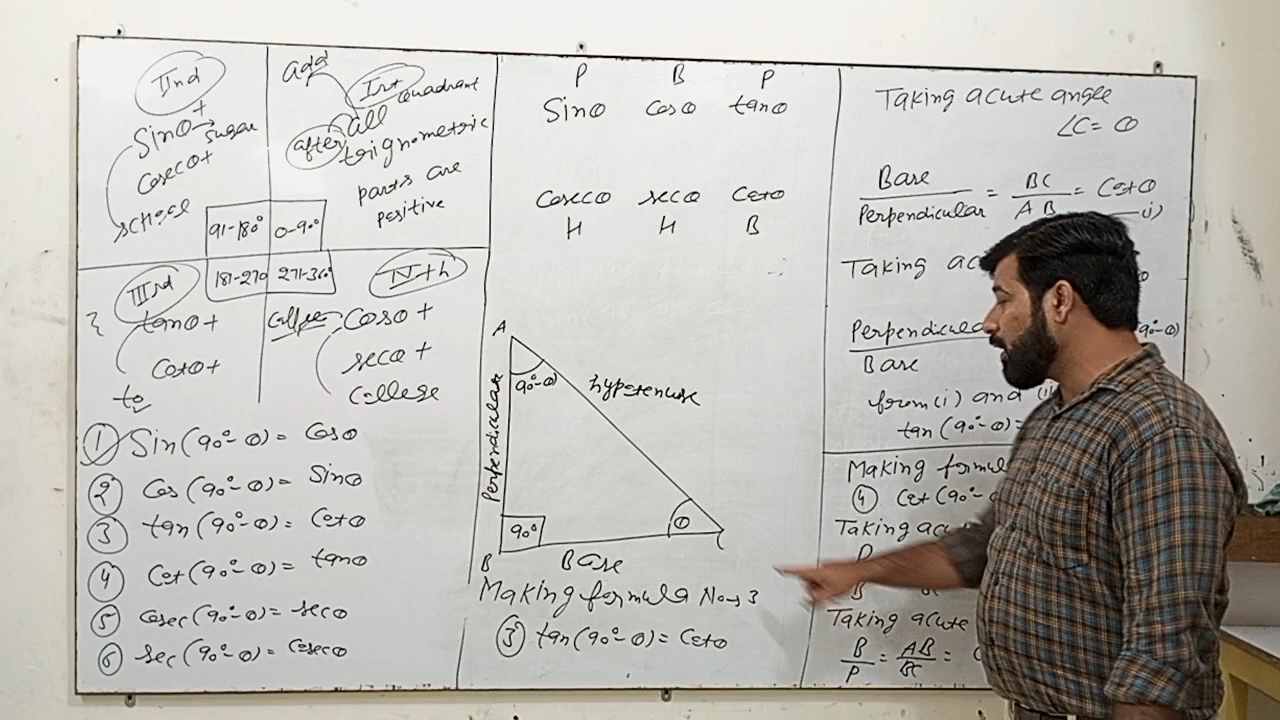 IInd
Sinθ+
→ Sugar
Cosecθ+
SCHOOL
Add
Ist quadrant
after all
trignometric
parts are
positive
91-180° 0-90°
181-270 271-360°
IIIrd
tanθ+
Cotθ+
to
IVth
College Cosθ+
secθ+
College
① Sin(90°-θ)= Cosθ
② Cos(90°-θ)= Sinθ
③ tan(90°-θ)= Cotθ
④ Cot(90°-θ)= tanθ
⑤ Cosec(90°-θ)= secθ
⑥ sec(90°-θ)= Cosecθ
P B P
Sinθ Cosθ tanθ
Cosecθ secθ Cotθ
H H B
A
90°-θ
hypotenuse
Perpendiculare
90°
θ
B
C
Base
Making formula No→3
③ tan(90°-θ)= Cotθ
Taking acute angle
∠C= θ
Base / Perpendicular = BC / AB = Cotθ
(i)
Taking
Base
from (i) and
tan(90°-θ)=
Making
④ Cot(90°-
Taking
P
B
Taking acute
B/P = AB/BC =